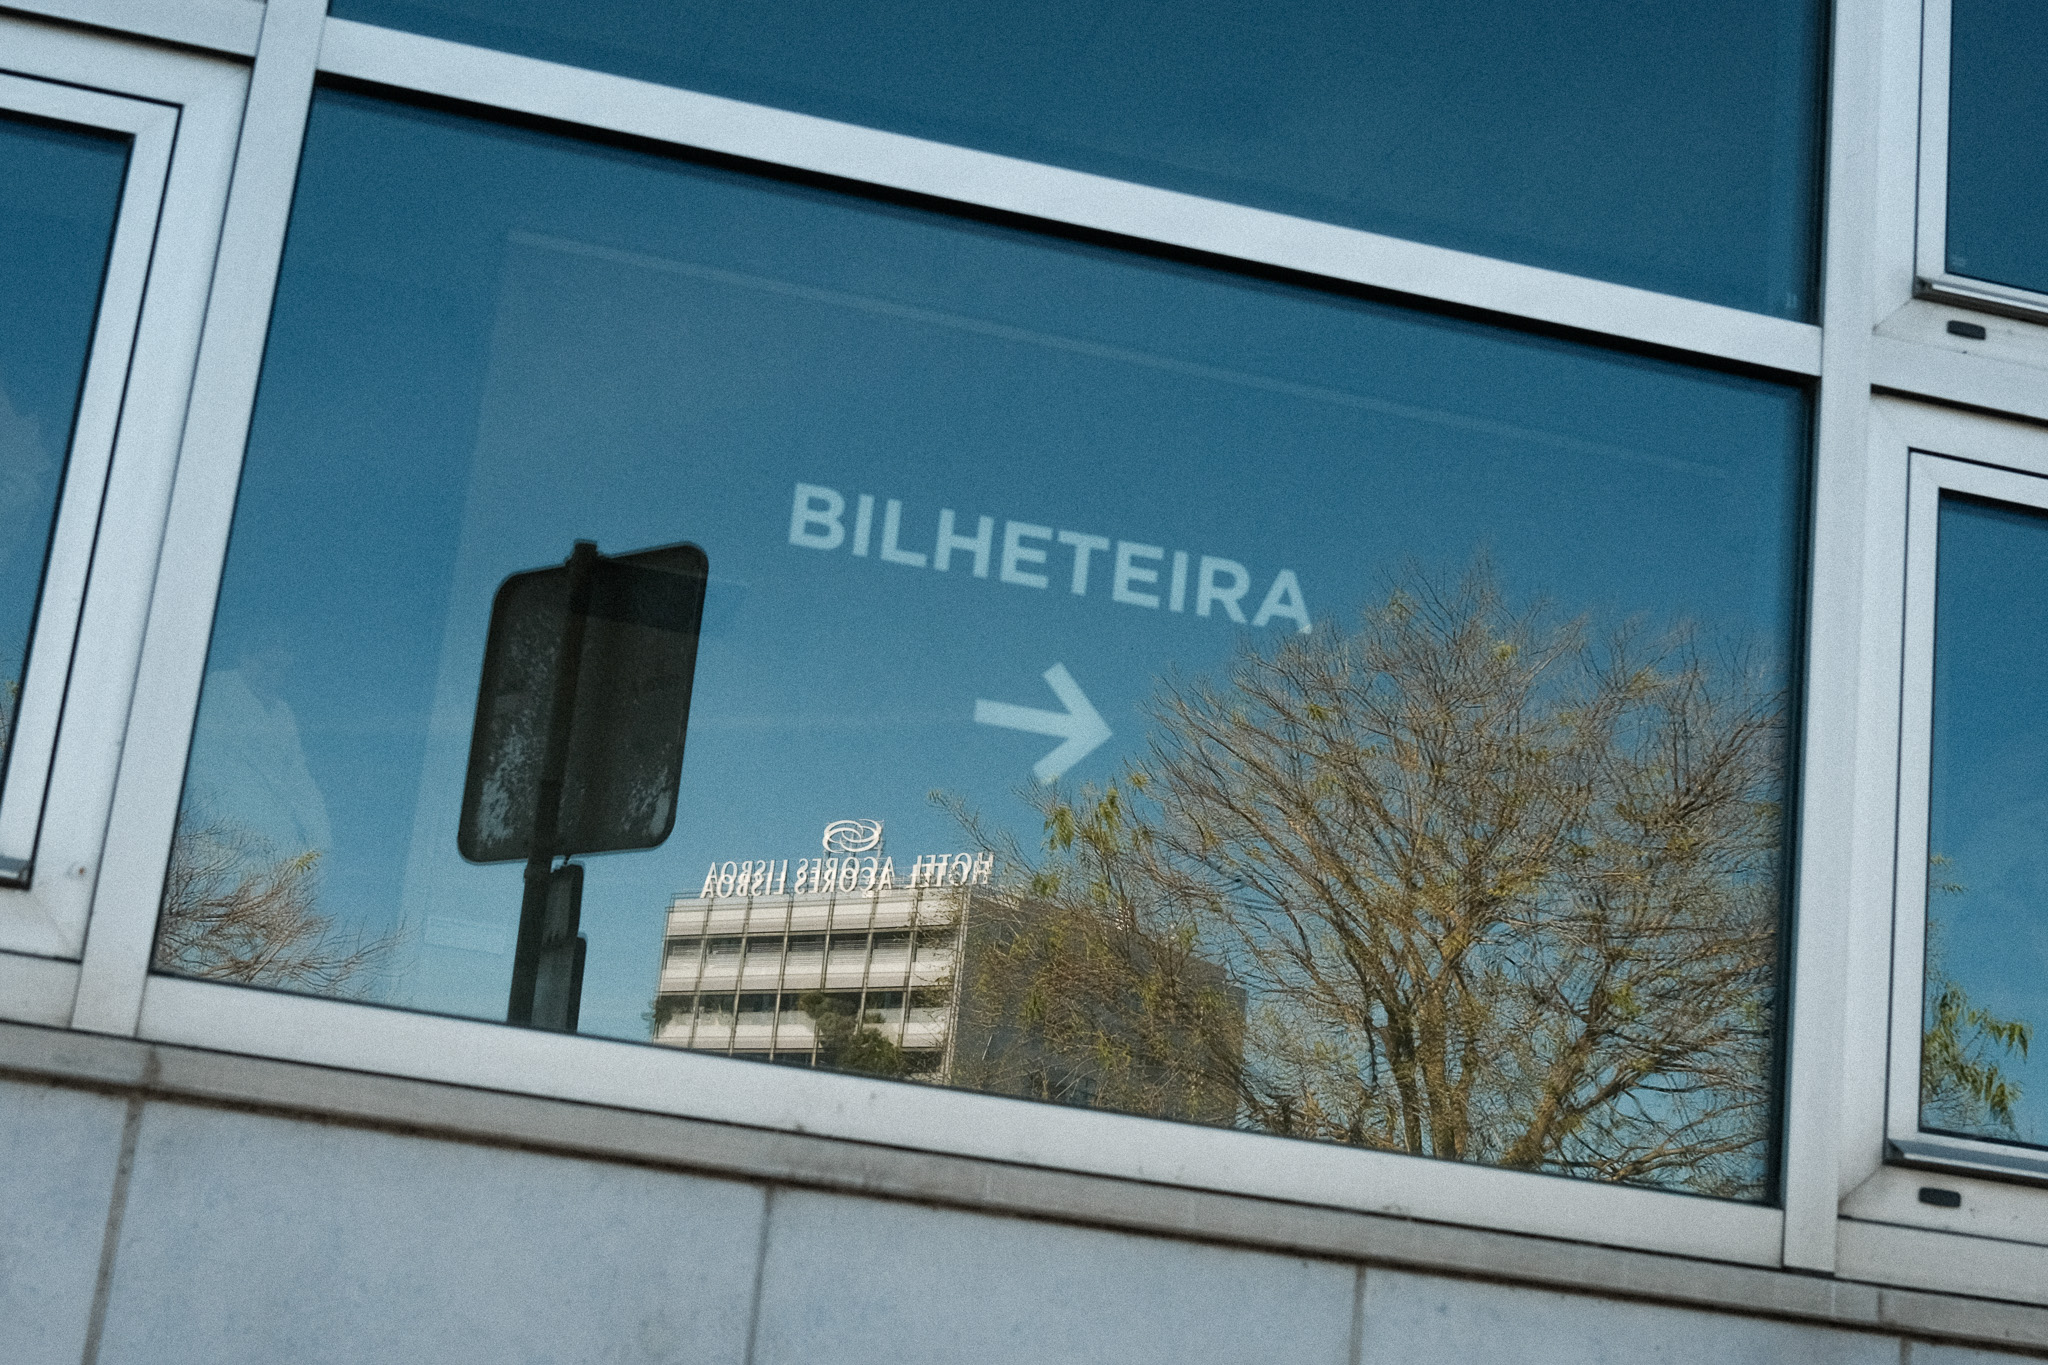 BILHETEIRA
→
HOTEL AÇORES LISBOA